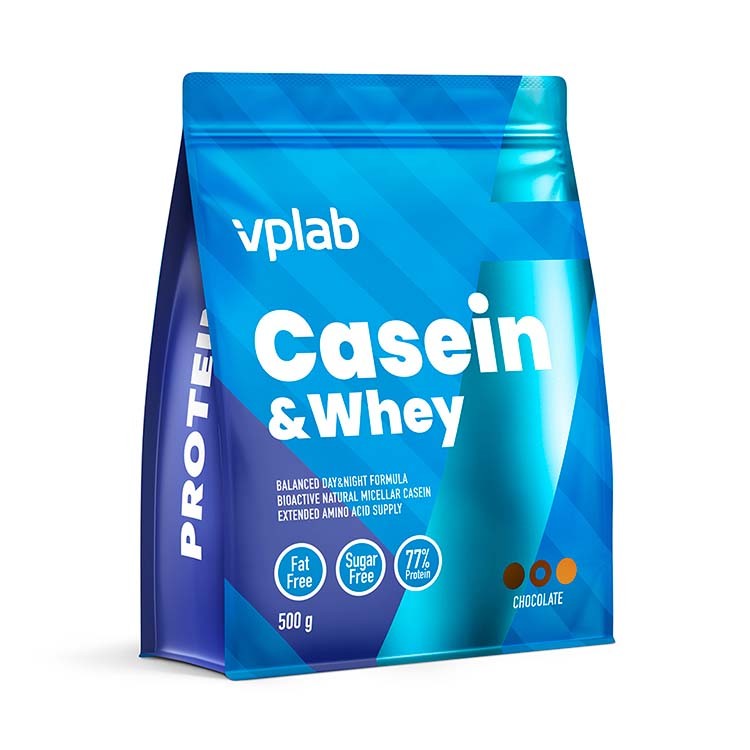 vplab
Casein
&Whey
BALANCED DAY&NIGHT FORMULA
BIOACTIVE NATURAL MICELLAR CASEIN
EXTENDED AMINO ACID SUPPLY
Fat
Free
Sugar
Free
77%
Protein
500 g
CHOCOLATE
PROTEIN